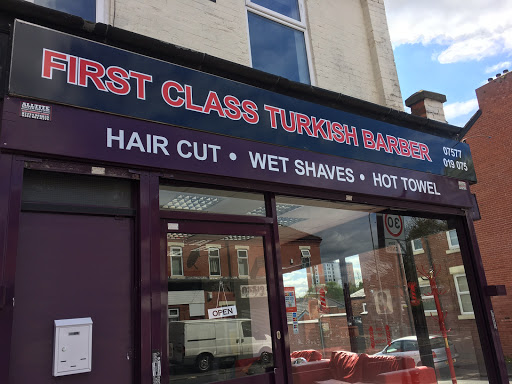 FIRST CLASS TURKISH BARBER
07577
019 075
HAIR CUT • WET SHAVES • HOT TOWEL
OPEN